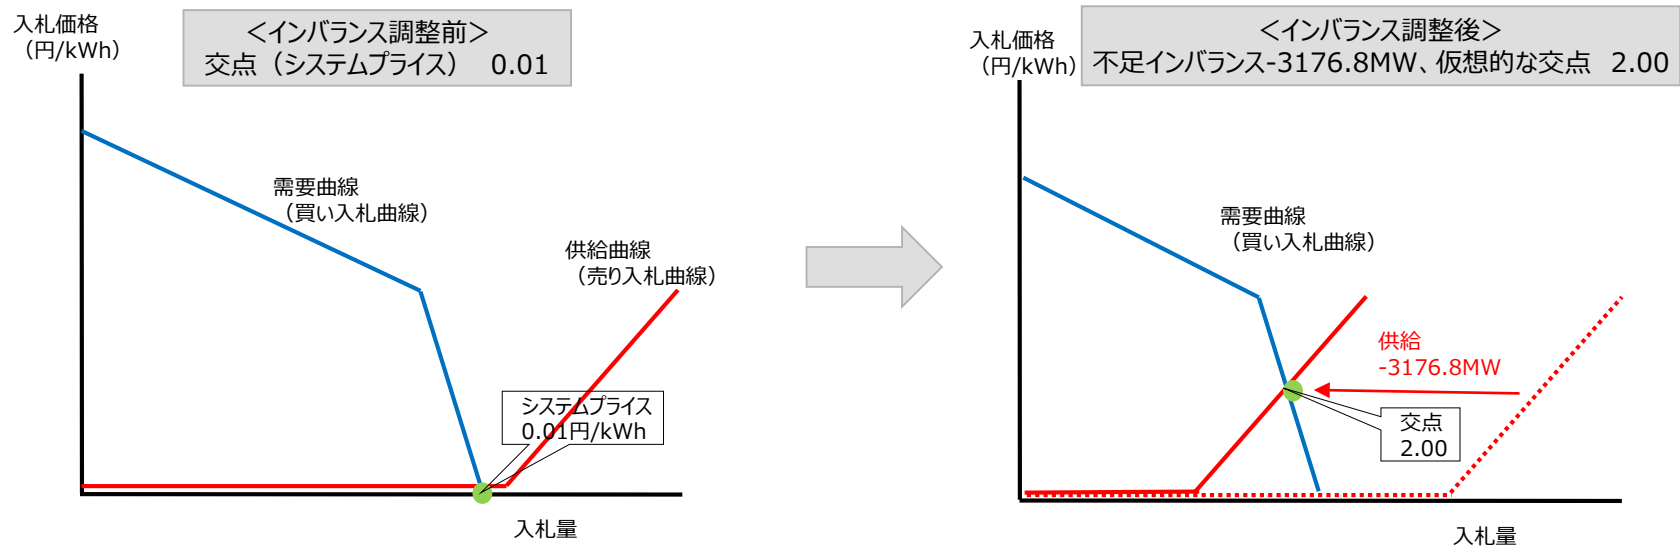 入札価格
（円/kWh）
＜インバランス調整前＞
交点（システムプライス） 0.01
需要曲線
（買い入札曲線）
供給曲線
（売り入札曲線）
システムプライス
0.01円/kWh
入札量
入札価格
（円/kWh）
＜インバランス調整後＞
不足インバランス-3176.8MW、仮想的な交点 2.00
需要曲線
（買い入札曲線）
供給
-3176.8MW
交点
2.00
入札量